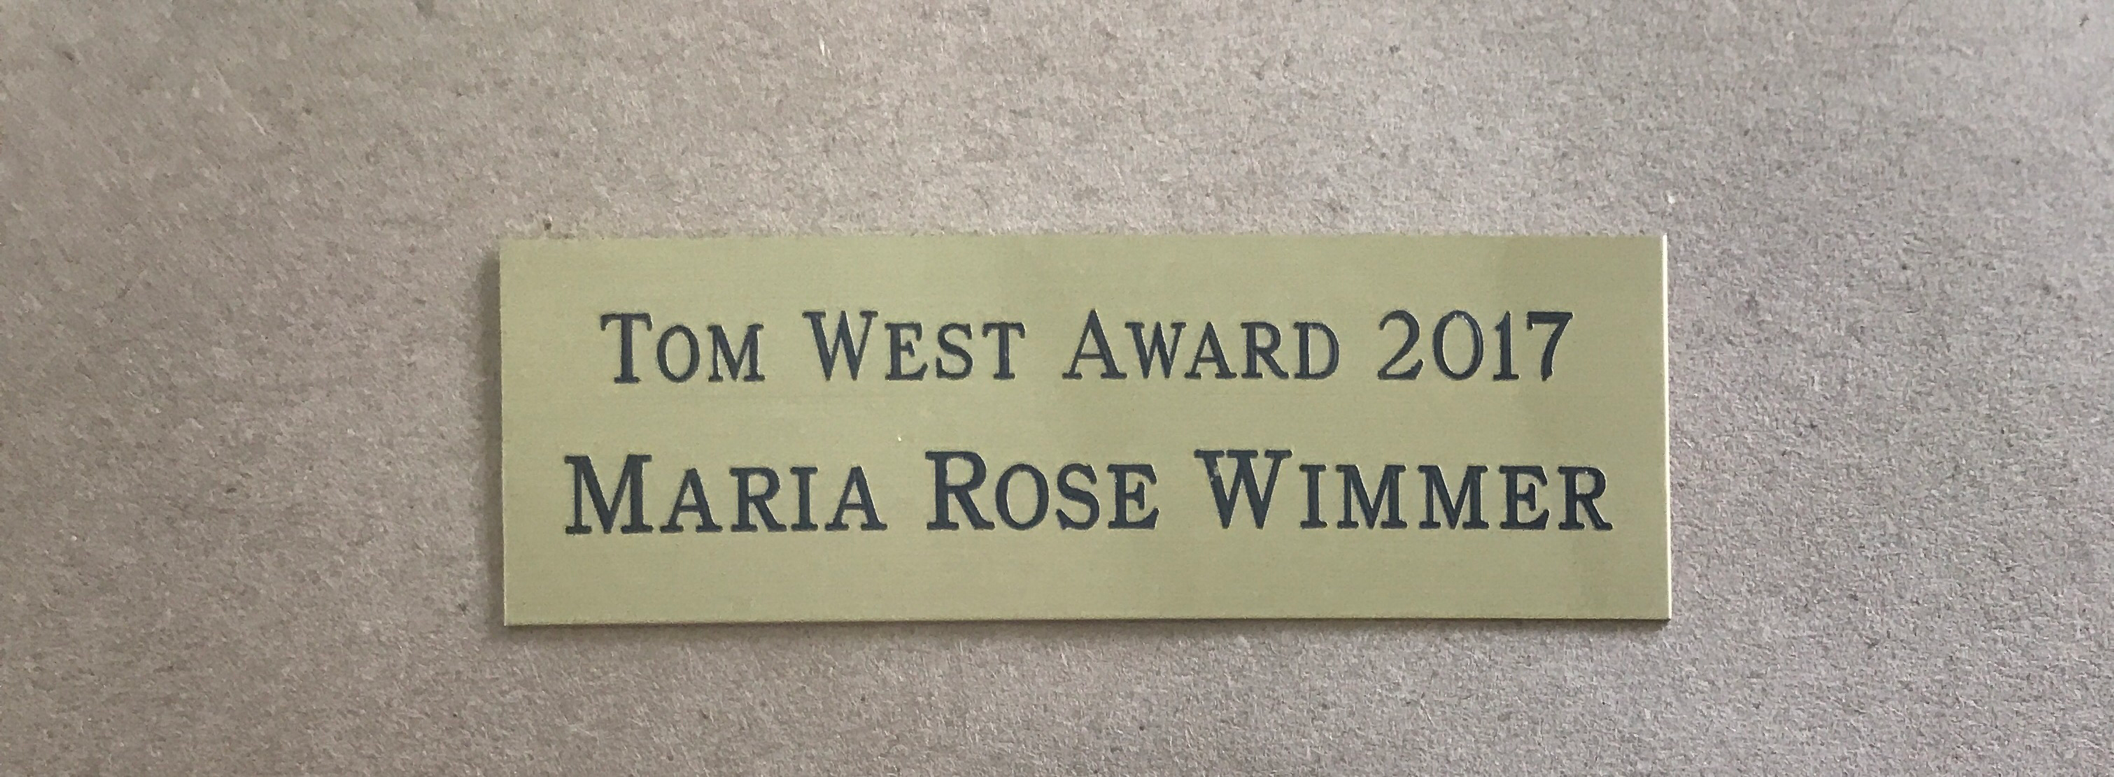 TOM WEST AWARD 2017
MARIA ROSE WIMMER